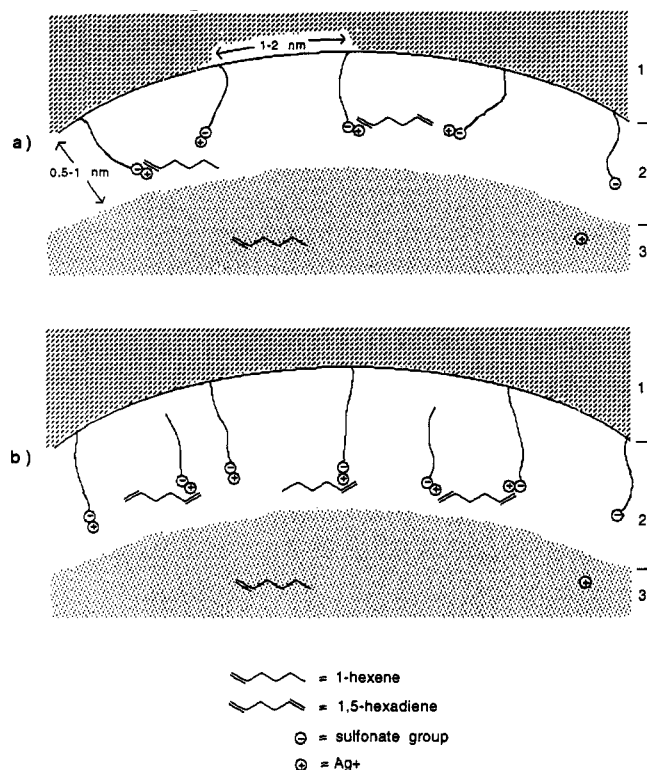 1-2 nm
1
a)
0.5-1 nm
2
3
1
b)
2
3
= 1-hexene
= 1,5-hexadiene
⊖ = sulfonate group
⊕ = Ag+